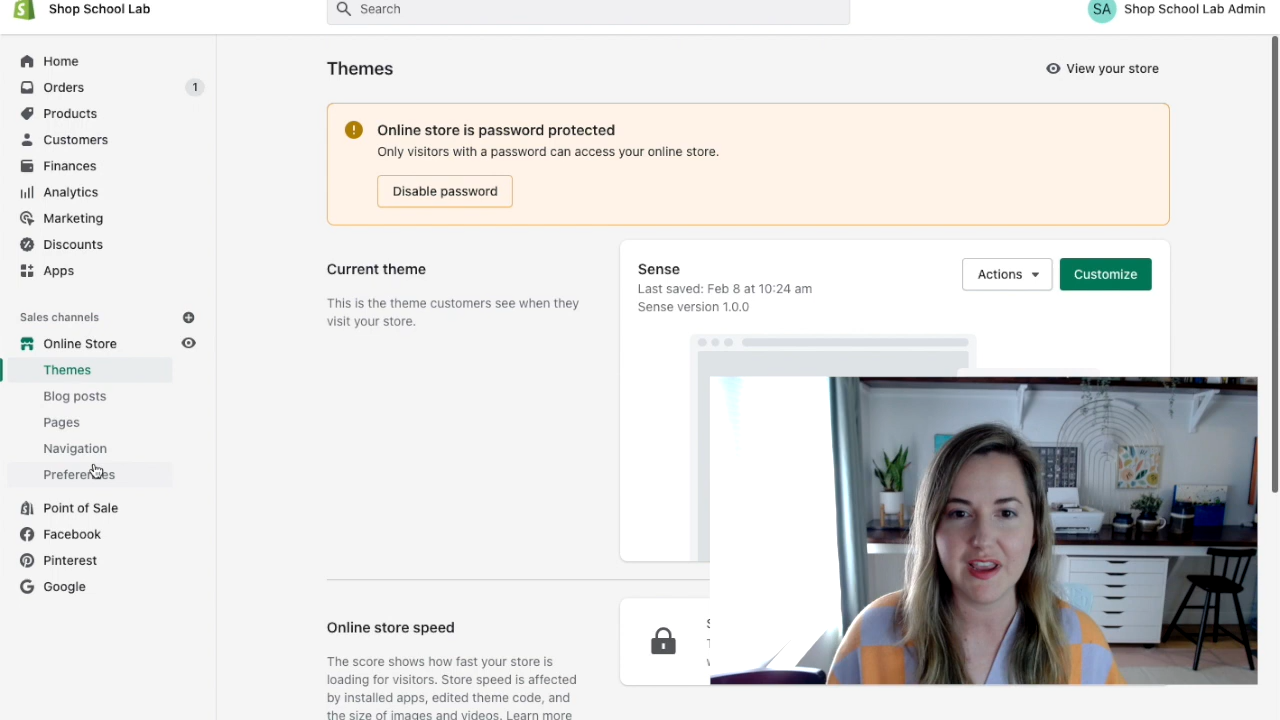 Shop School Lab
Search
SA
Shop School Lab Admin
Home
Orders
1
Products
Customers
Finances
Analytics
Marketing
Discounts
Apps
Sales channels
Online Store
Themes
Blog posts
Pages
Navigation
Preferences
Point of Sale
Facebook
Pinterest
Google
Themes
View your store
Online store is password protected
Only visitors with a password can access your online store.
Disable password
Current theme
This is the theme customers see when they
visit your store.
Sense
Last saved: Feb 8 at 10:24 am
Sense version 1.0.0
Actions
Customize
Online store speed
The score shows how fast your store is
loading for visitors. Store speed is affected
by installed apps, edited theme code, and
the size of images and videos. Learn more